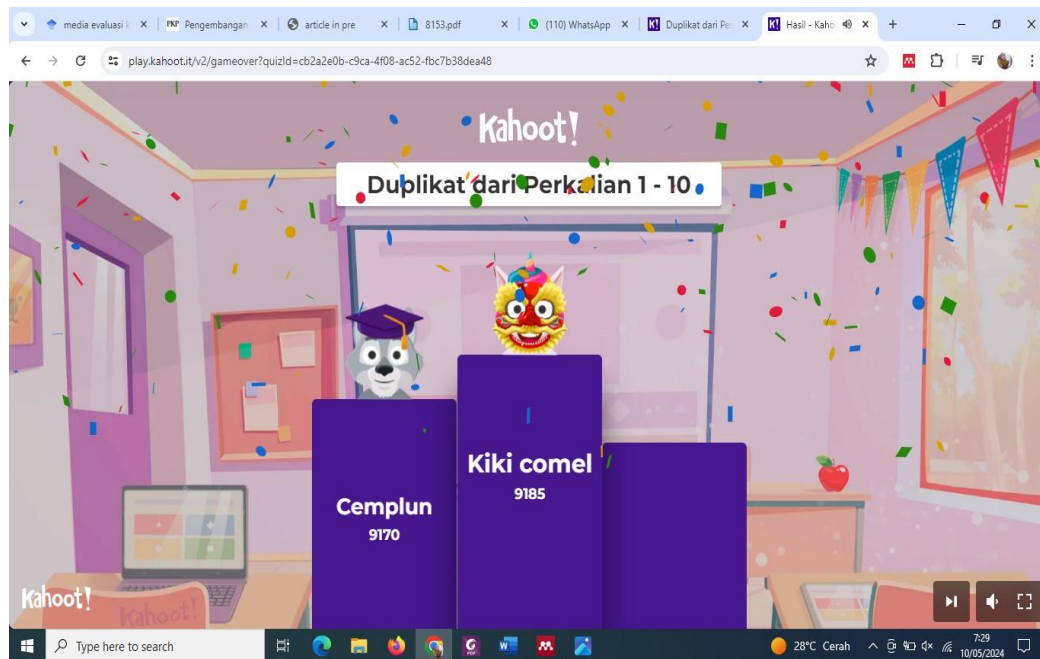 media evaluasi k
PKP Pengembangan
article in pre
8153.pdf
(110) WhatsApp
K! Duplikat dari Pe
K! Hasil - Kaho
play.kahoot.it/v2/gameover?quizId=cb2a2e0b-c9ca-4f08-ac52-fbc7b38dea48
Kahoot!
Duplikat dari Perkalian 1 - 10
Kiki comel
9185
Cemplun
9170
Kahoot!
Kahoot!
Type here to search
28°C Cerah
7:29
10/05/2024